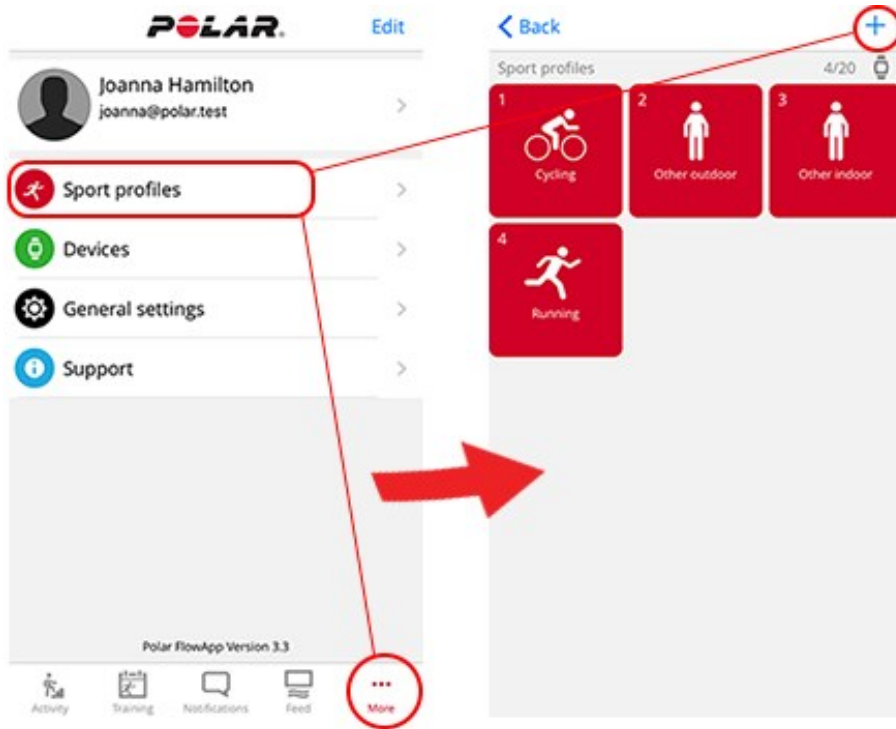 POLAR.
Edit
Joanna Hamilton
joanna@polar.test
Sport profiles
Devices
General settings
Support
Polar FlowApp Version 3.3
Activity
Training
Notifications
Feed
More
Back
Sport profiles
4/20
1
Cycling
2
Other outdoor
3
Other indoor
4
Running